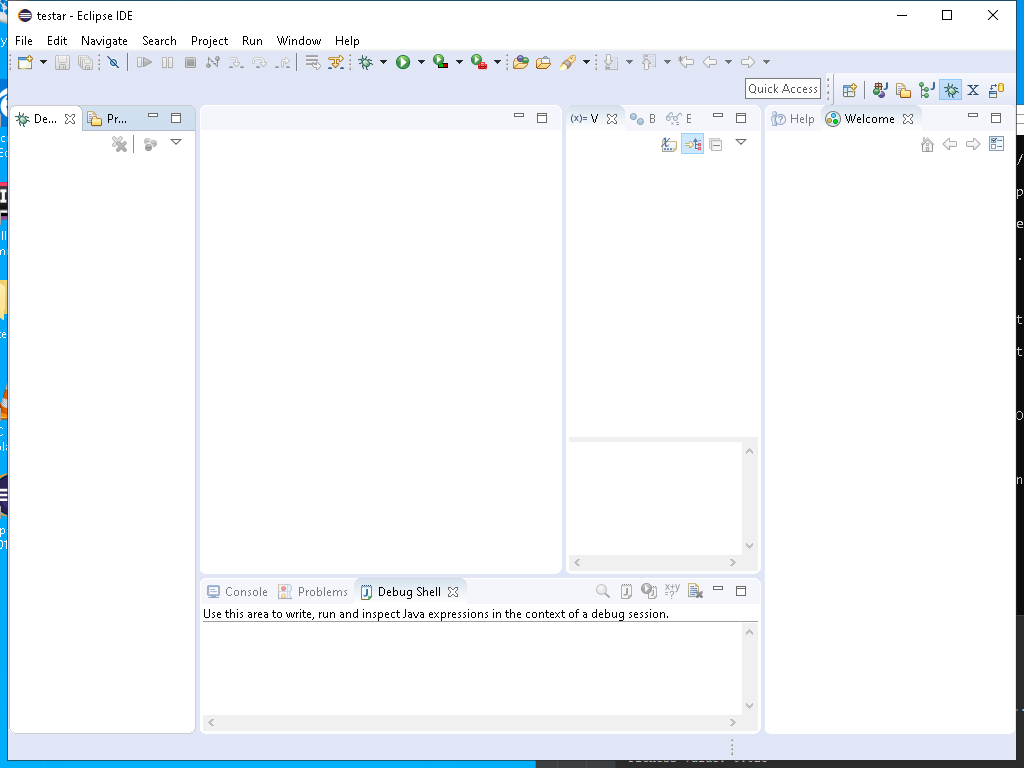 testar - Eclipse IDE
File Edit Navigate Search Project Run Window Help
Quick Access
De... Pr... (x)= V B E Help Welcome
Console Problems Debug Shell
Use this area to write, run and inspect Java expressions in the context of a debug session.